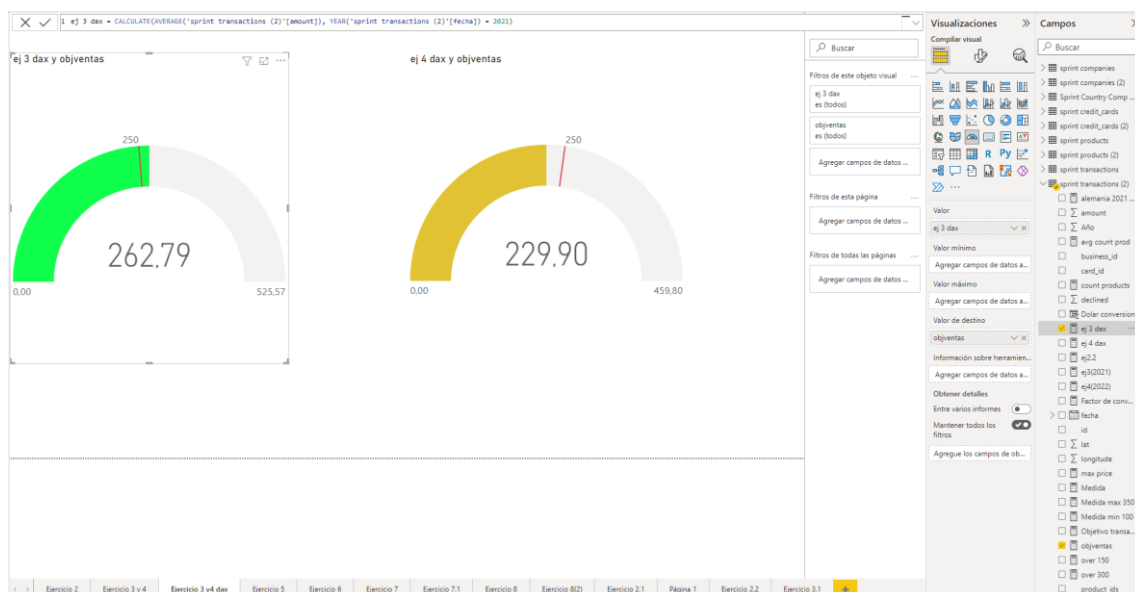 1 ej 3 dax = CALCULATE(AVERAGE('sprint transactions (2)'[amount]), YEAR('sprint transactions (2)'[fecha]) = 2021)
ej 3 dax y objventas
250
262,79
0,00
525,57
ej 4 dax y objventas
250
229,90
0,00
459,80
Buscar
Filtros de este objeto visual
ej 3 dax
es (todos)
objventas
es (todos)
Agregar campos de datos ...
Filtros de esta página
Agregar campos de datos ...
Filtros de todas las páginas
Agregar campos de datos ...
Visualizaciones
Compilar visual
R
Py
Valor
ej 3 dax
Valor mínimo
Agregar campos de datos a...
Valor máximo
Agregar campos de datos a...
Valor de destino
objventas
Información sobre herramien...
Agregar campos de datos a...
Obtener detalles
Entre varios informes
Mantener todos los
filtros
Agregue los campos de ob...
Campos
Buscar
sprint companies
sprint companies (2)
Sprint Country Comp ...
sprint credit_cards
sprint credit_cards (2)
sprint products
sprint products (2)
sprint transactions
sprint transactions (2)
alemania 2021 ...
amount
Año
avg count prod
business_id
card_id
count products
declined
Dolar conversion
ej 3 dax
ej 4 dax
ej2.2
ej3(2021)
ej4(2022)
Factor de conv...
fecha
id
lat
longitude
max price
Medida
Medida max 350
Medida min 100
Objetivo transa...
objventas
over 150
over 300
product_ids
Ejercicio 2
Ejercicio 3 y 4
Ejercicio 3 y4 dax
Ejercicio 5
Ejercicio 6
Ejercicio 7
Ejercicio 7.1
Ejercicio 8
Ejercicio 8(2)
Ejercicio 2.1
Página 1
Ejercicio 2.2
Ejercicio 3.1